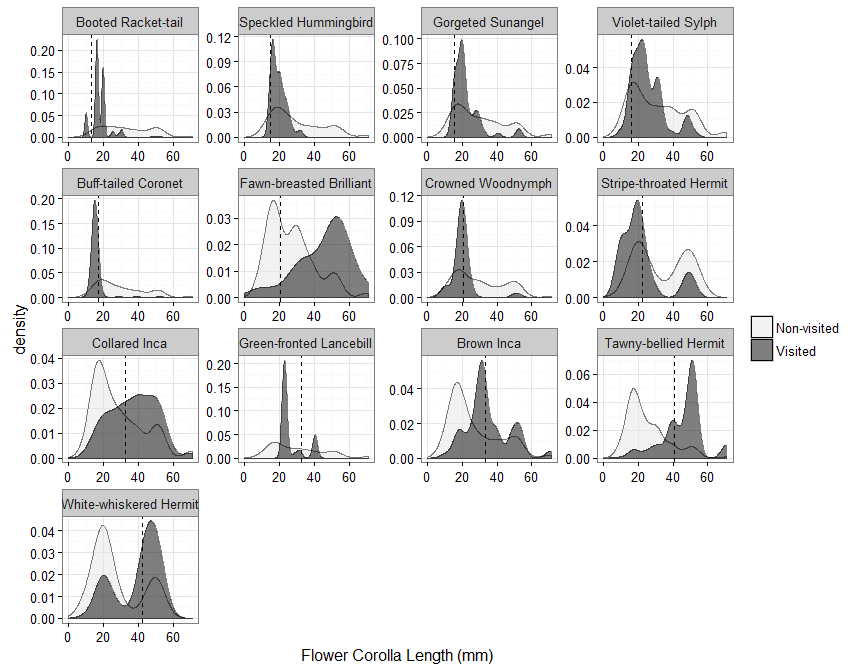 Booted Racket-tail
Speckled Hummingbird
Gorgeted Sunangel
Violet-tailed Sylph
0.20
0.15
0.10
0.05
0.00
0.12
0.09
0.06
0.03
0.00
0.100
0.075
0.050
0.025
0.000
0.04
0.02
0.00
0 20 40 60
0 20 40 60
0 20 40 60
0 20 40 60
Buff-tailed Coronet
Fawn-breasted Brilliant
Crowned Woodnymph
Stripe-throated Hermit
0.20
0.15
0.10
0.05
0.00
0.03
0.02
0.01
0.00
0.12
0.09
0.06
0.03
0.00
0.04
0.02
0.00
0 20 40 60
0 20 40 60
0 20 40 60
0 20 40 60
density
Non-visited
Visited
Collared Inca
Green-fronted Lancebill
Brown Inca
Tawny-bellied Hermit
0.04
0.03
0.02
0.01
0.00
0.20
0.15
0.10
0.05
0.00
0.04
0.02
0.00
0.06
0.04
0.02
0.00
0 20 40 60
0 20 40 60
0 20 40 60
0 20 40 60
White-whiskered Hermit
0.04
0.03
0.02
0.01
0.00
0 20 40 60
Flower Corolla Length (mm)